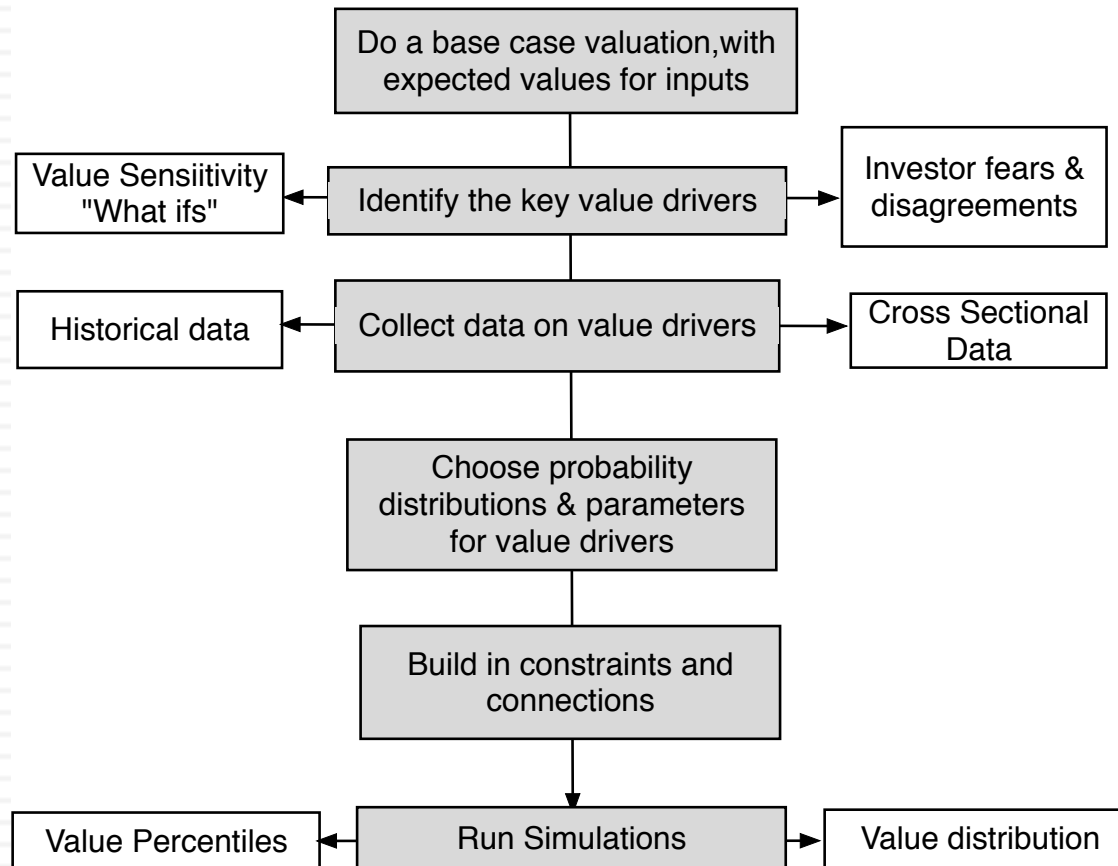 Do a base case valuation,with
expected values for inputs
Value Sensiitivity
"What ifs"
Identify the key value drivers
Investor fears &
disagreements
Historical data
Collect data on value drivers
Cross Sectional
Data
Choose probability
distributions & parameters
for value drivers
Build in constraints and
connections
Value Percentiles
Run Simulations
Value distribution